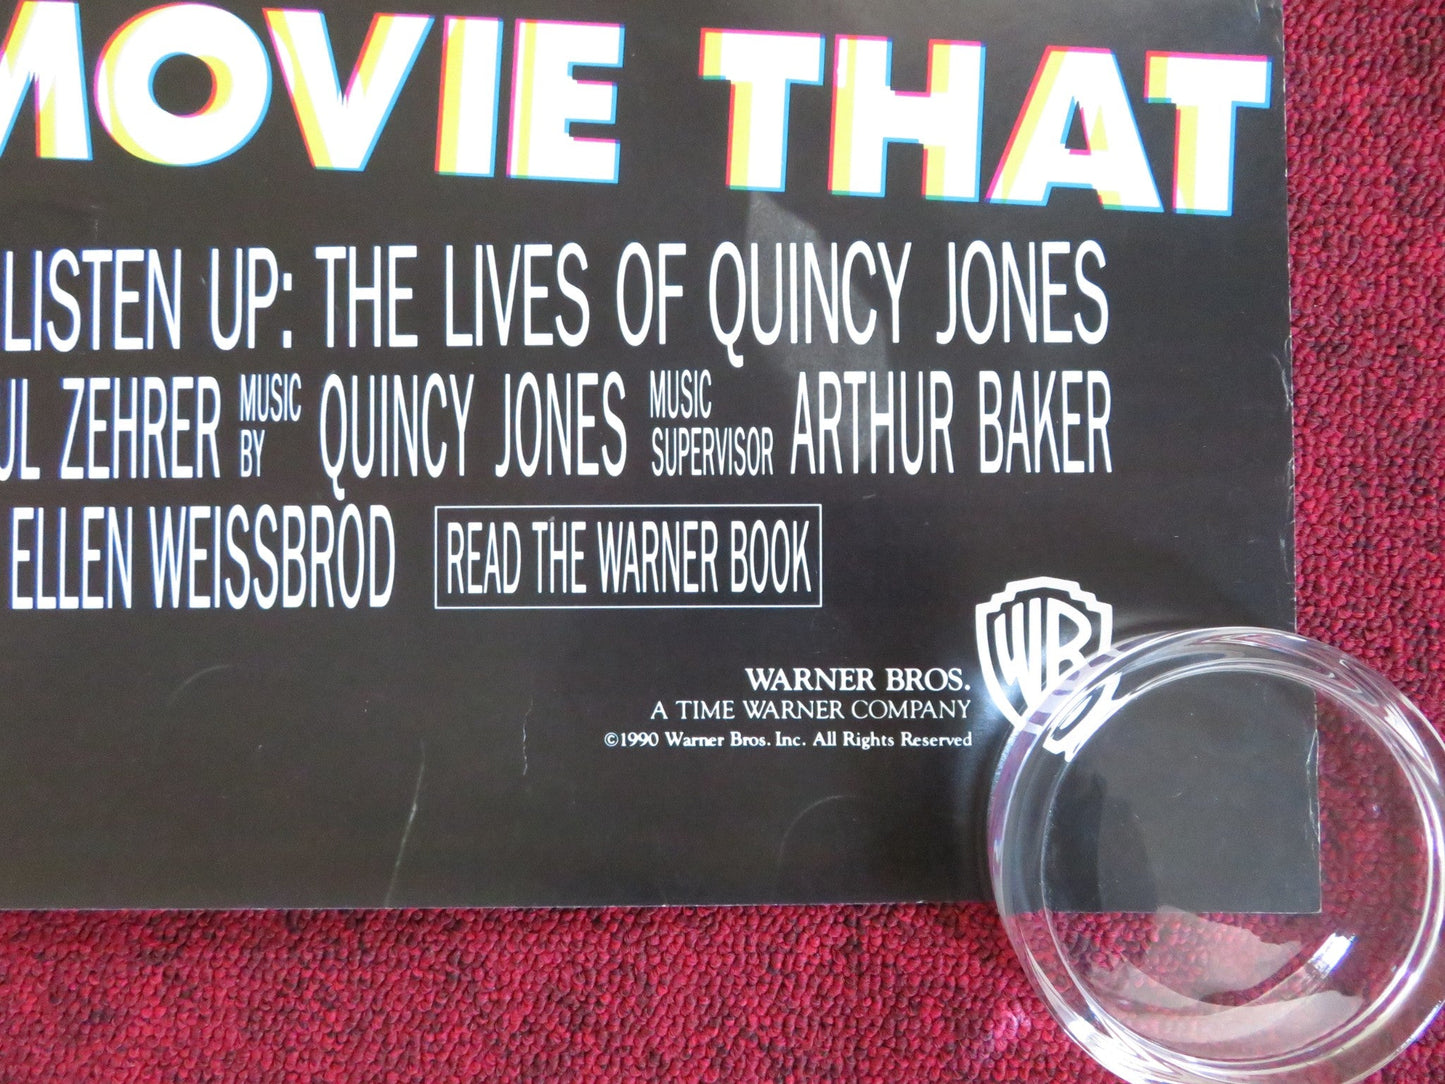 MOVIE THAT
LISTEN UP: THE LIVES OF QUINCY JONES
UL ZEHRER MUSIC BY QUINCY JONES MUSIC SUPERVISOR ARTHUR BAKER
ELLEN WEISSBROD READ THE WARNER BOOK
WB
WARNER BROS.
A TIME WARNER COMPANY
©1990 Warner Bros. Inc. All Rights Reserved